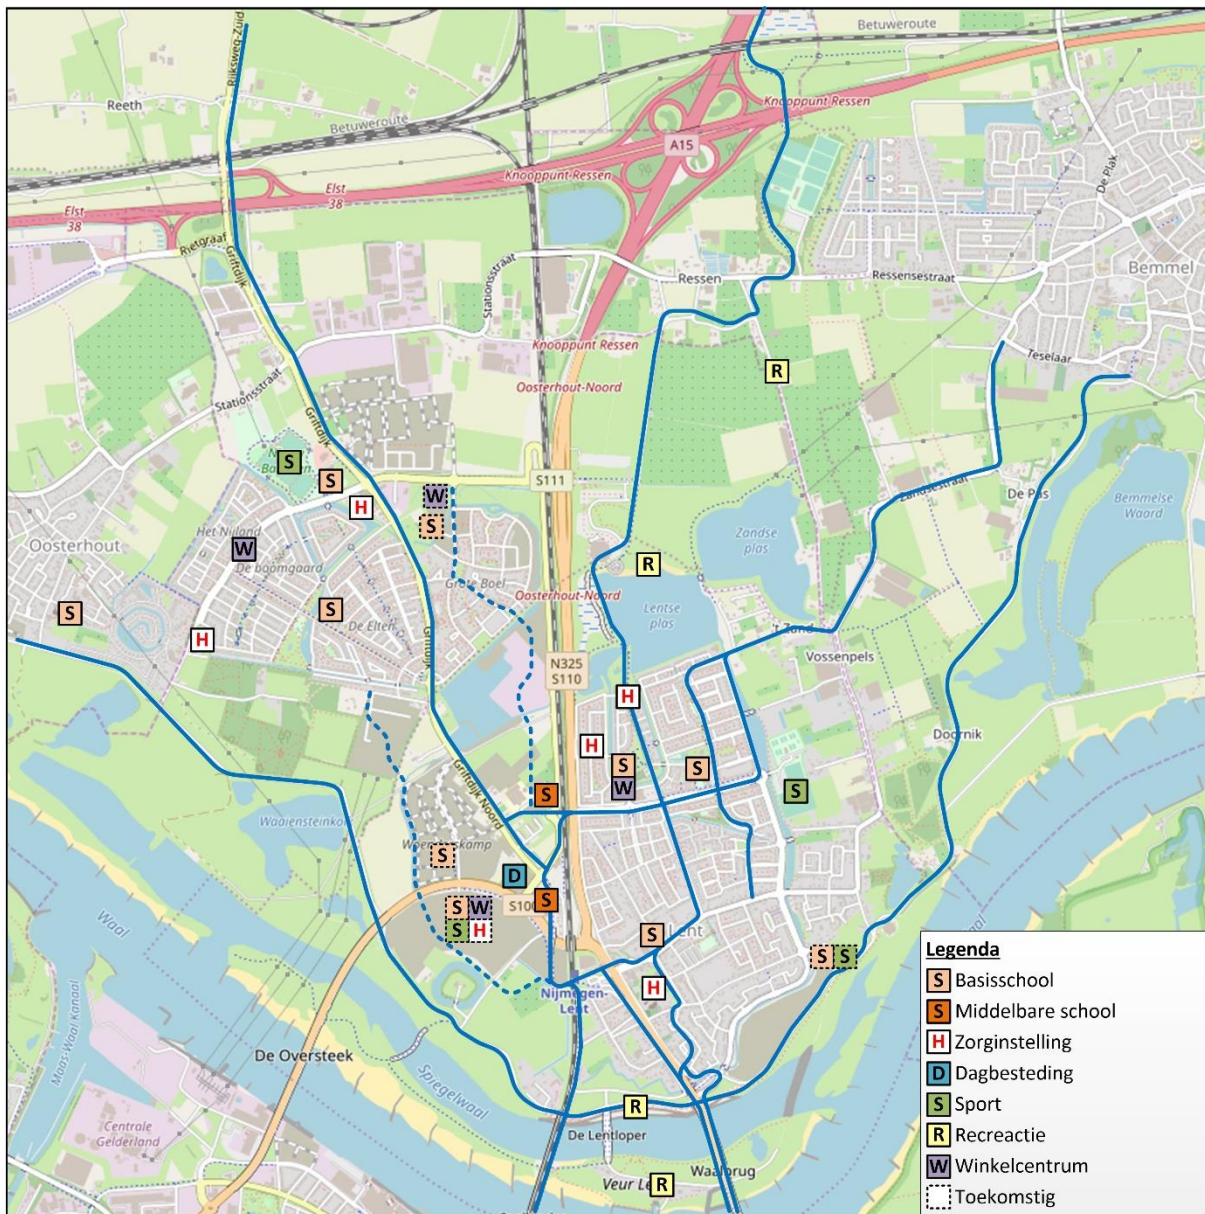 Rijksweg-Zuid
Betuweroute
Reeth
Betuweroute
Knooppunt Ressen
A15
Knooppunt Ressen
De Plak
Elst
38
Elst
38
Rietgraaf
Griftdijk
Stationsstraat
Ressen
Ressensestraat
Bemmel
Knooppunt Ressen
Teselaar
Oosterhout-Noord
R
Stationsstraat
Griftdijk
S
S
S111
W
H
S
Zandsestraat
De Pas
Bemmelse
Waard
Het Nyland
Oosterhout
W
De boomgaard
Zandse
plas
R
Grote Boel
Oosterhout-Noord
S
S
De Elten
Lentse
plas
H
Griftdijk
't Zand
Vossenpels
N325
S110
H
Doornik
H
S
S
W
S
S
Griftdijk Noord
Waaiensteinkolk
S
D
S
S100
S W
S H
S
Lent
Waal
S S
H
Nijmegen-
Lent
Maas-Waal Kanaal
De Oversteek
Spiegelwaal
R
De Lentloper
Centrale
Gelderland
Waalbrug
Veur Le
R
Legenda
S Basisschool
S Middelbare school
H Zorginstelling
D Dagbesteding
S Sport
R Recreactie
W Winkelcentrum
Toekomstig